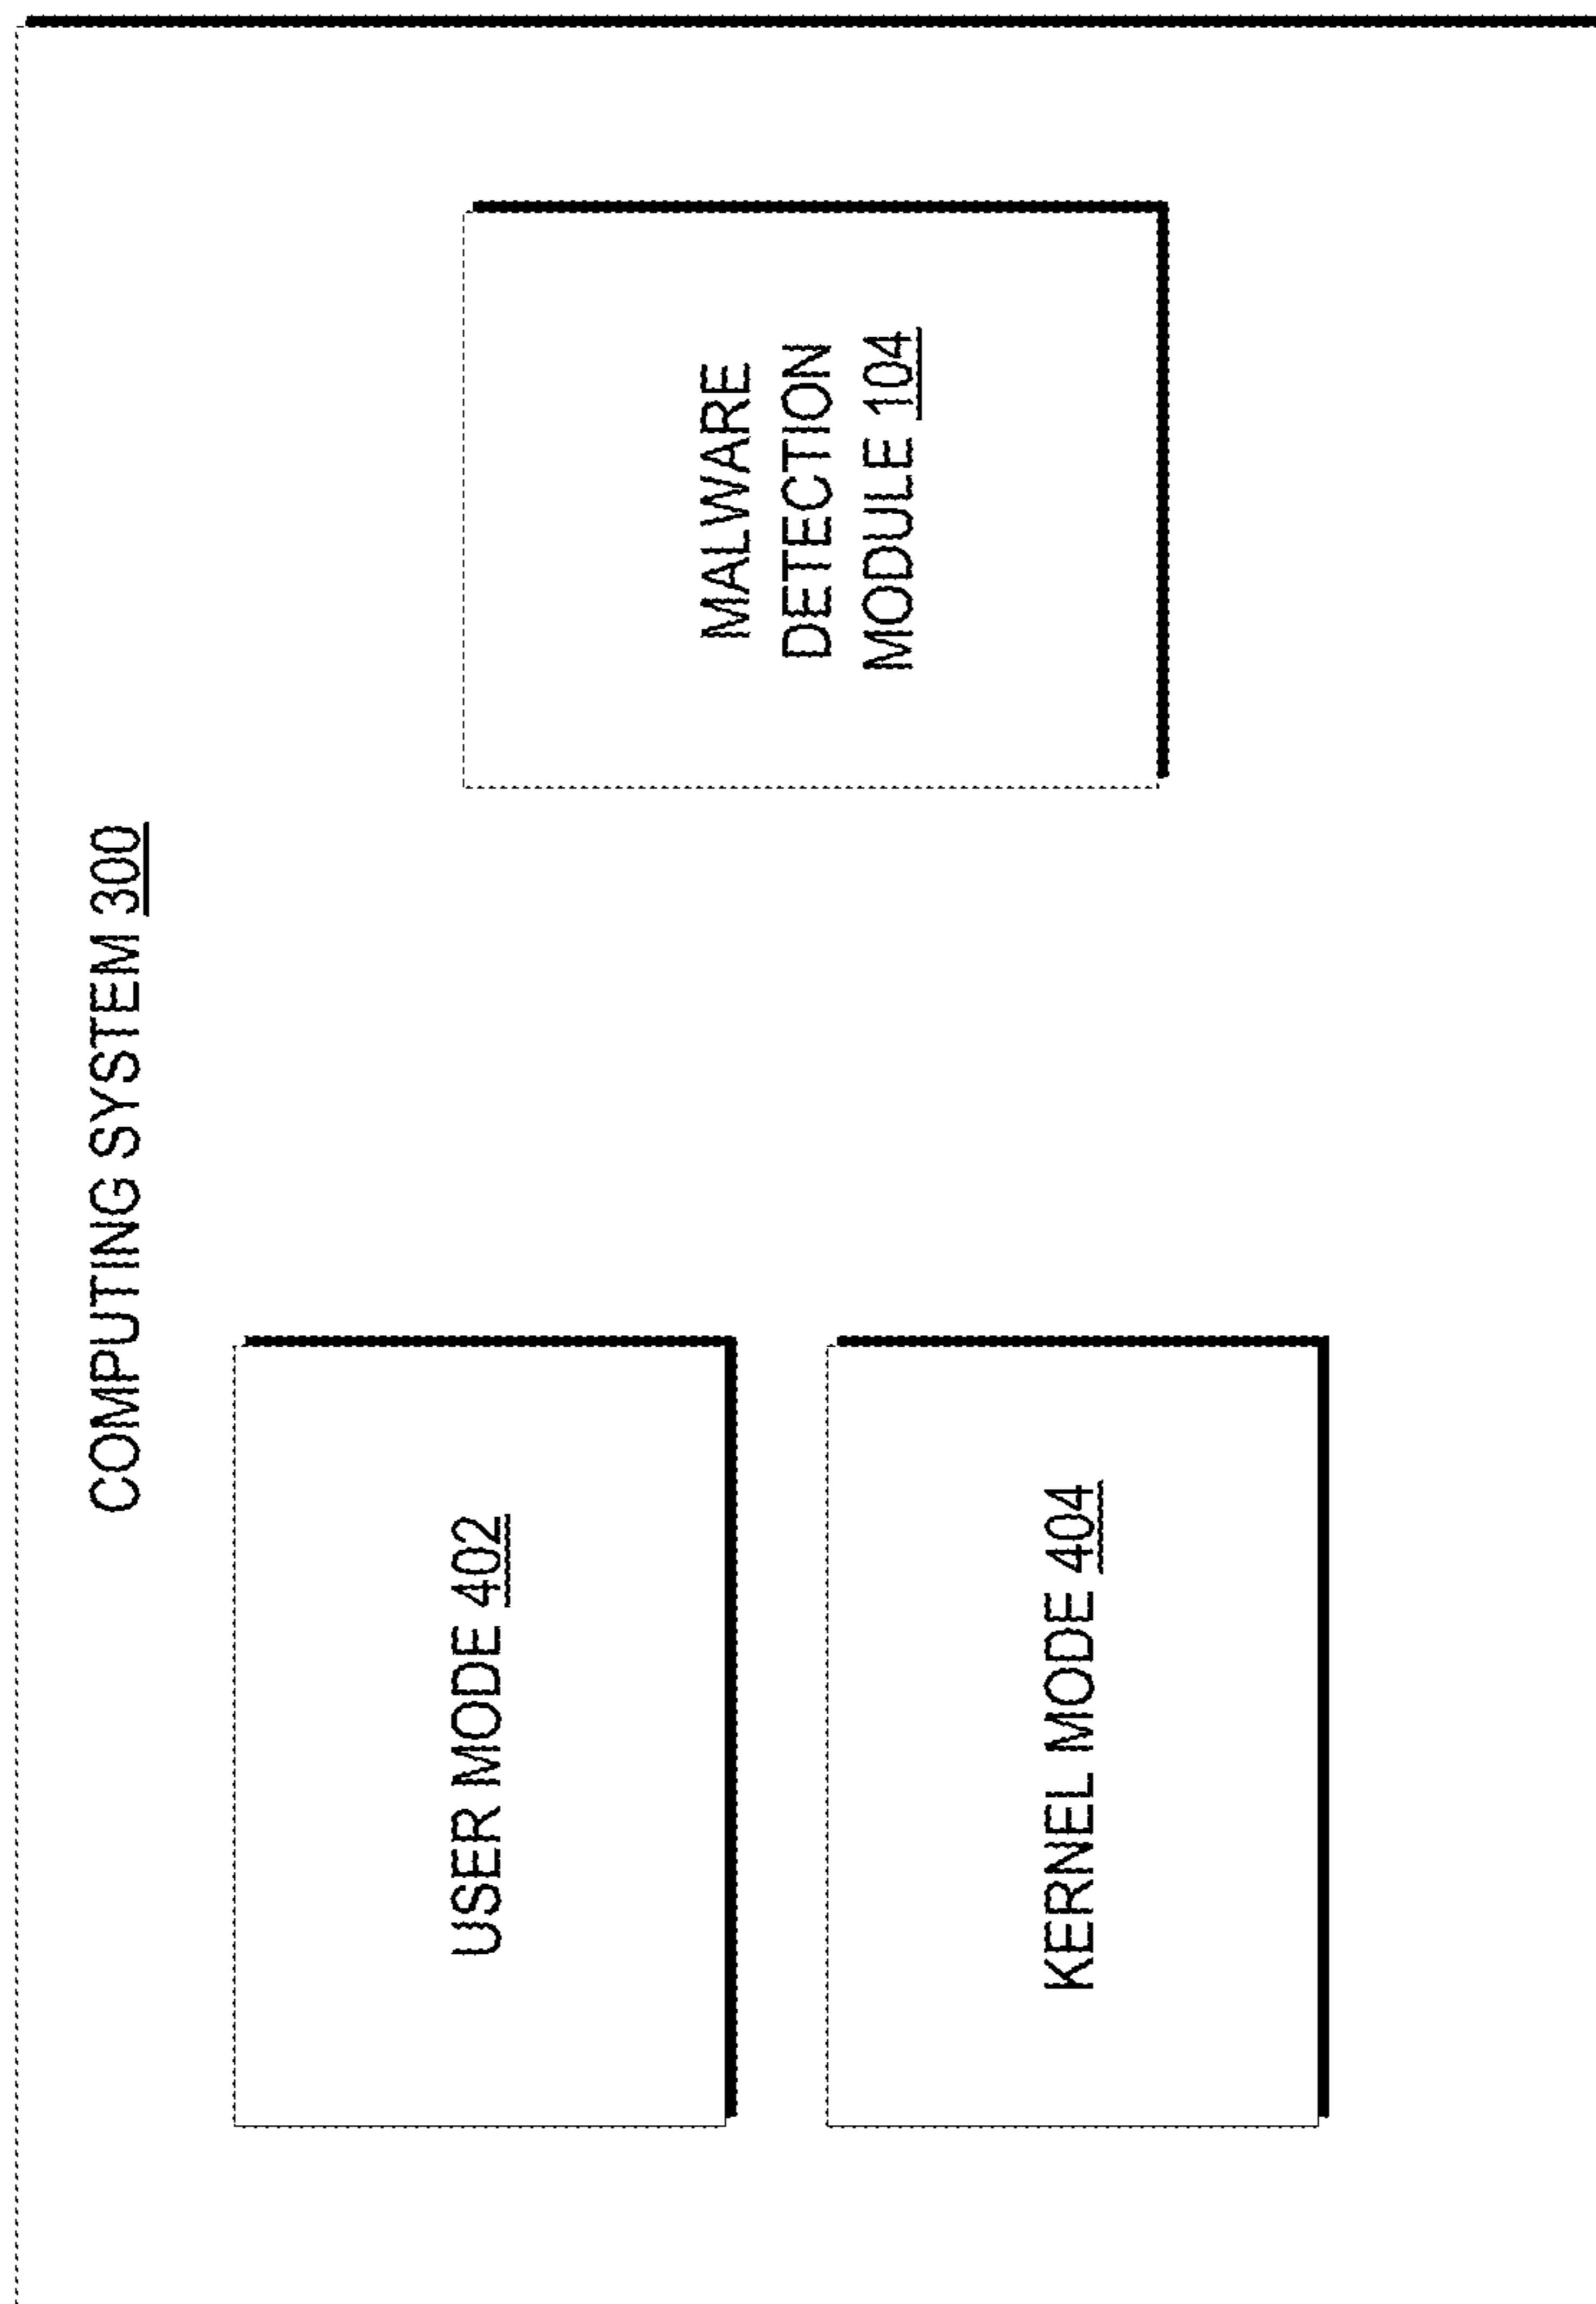 COMPUTING SYSTEM 300
USER MODE 402
KERNEL MODE 404
MALWARE
DETECTION
MODULE 104